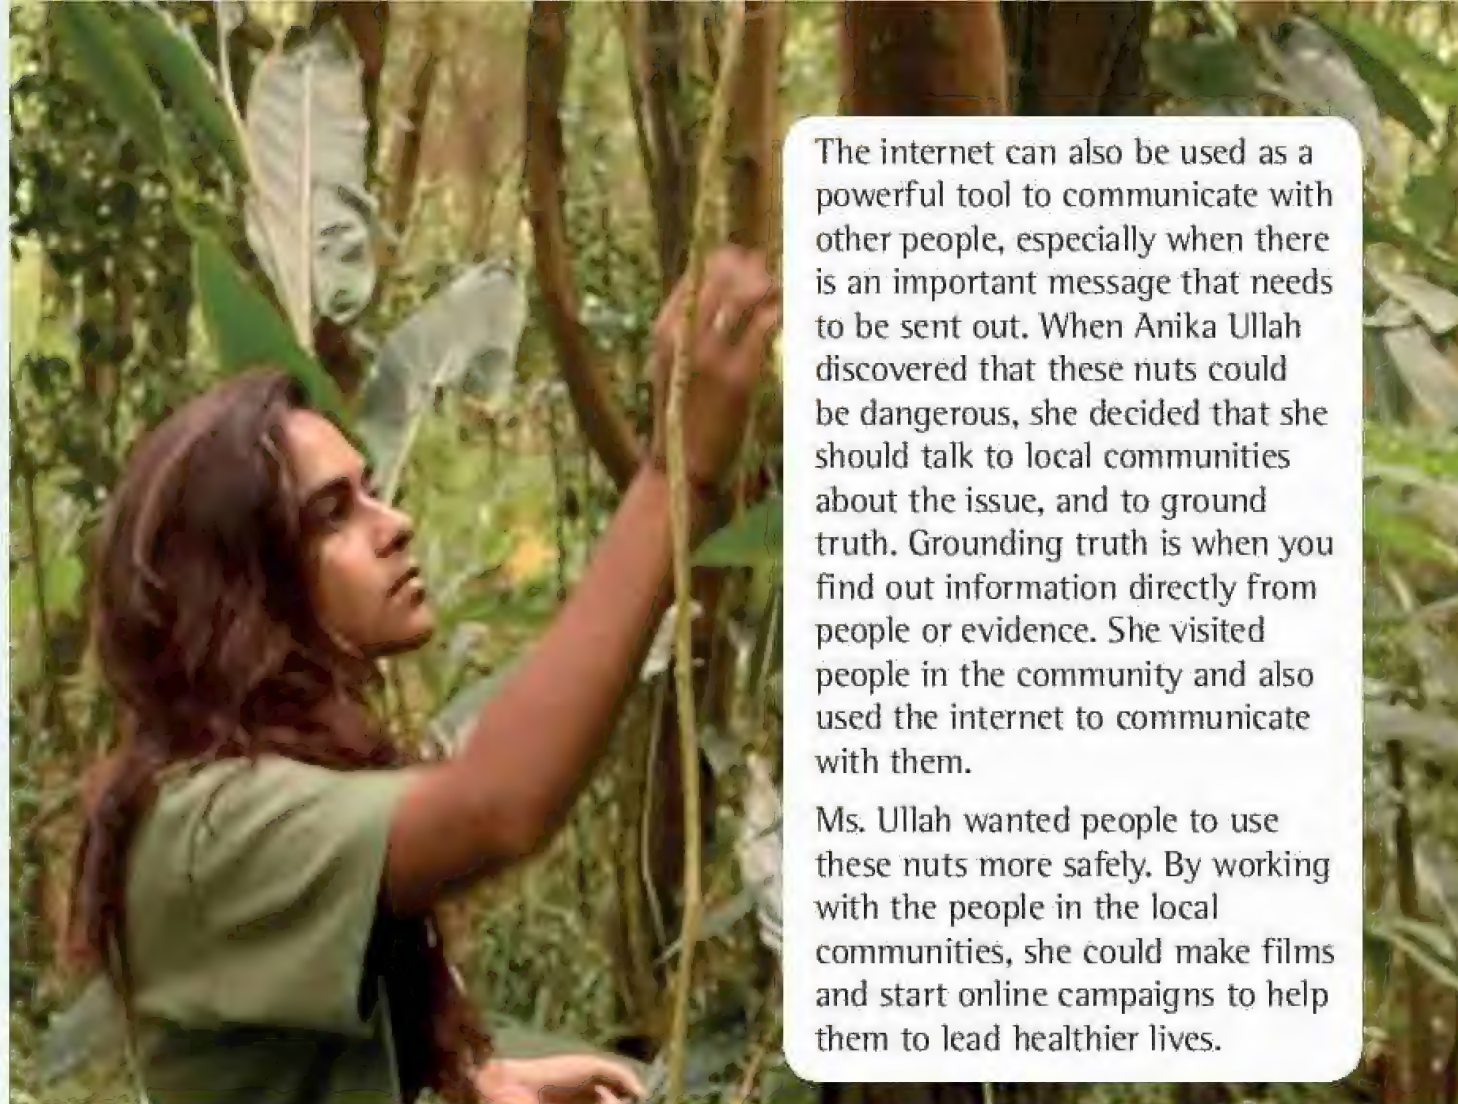 The internet can also be used as a
powerful tool to communicate with
other people, especially when there
is an important message that needs
to be sent out. When Anika Ullah
discovered that these nuts could
be dangerous, she decided that she
should talk to local communities
about the issue, and to ground
truth. Grounding truth is when you
find out information directly from
people or evidence. She visited
people in the community and also
used the internet to communicate
with them.
Ms. Ullah wanted people to use
these nuts more safely. By working
with the people in the local
communities, she could make films
and start online campaigns to help
them to lead healthier lives.